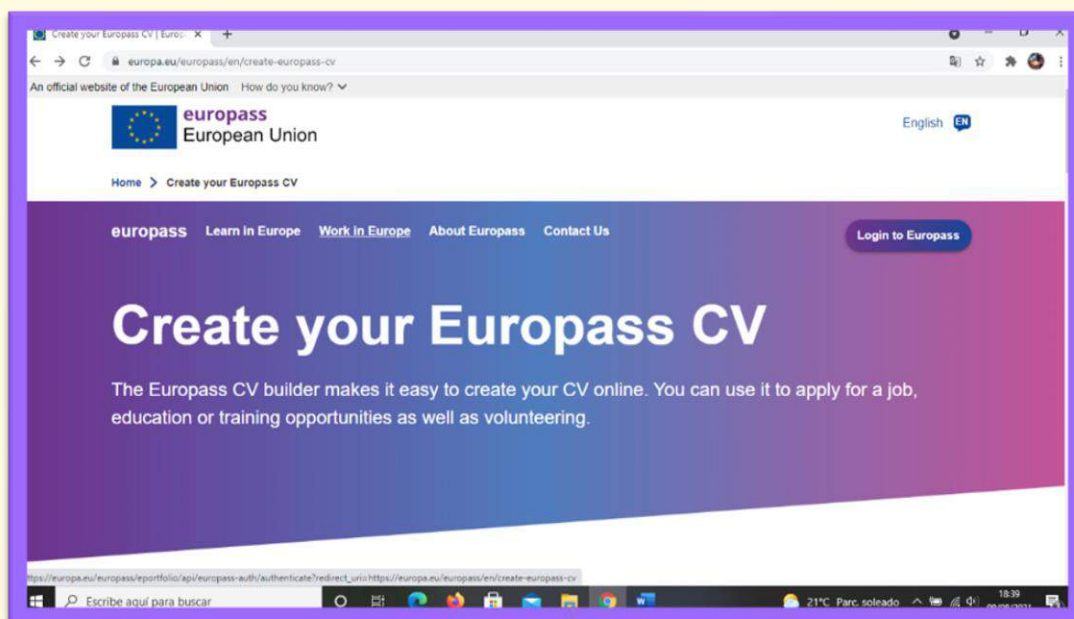 Create your Europass CV | Europ
europa.eu/europass/en/create-europass-cv
An official website of the European Union How do you know?
europass
European Union
English EN
Home > Create your Europass CV
europass Learn in Europe Work in Europe About Europass Contact Us
Login to Europass
Create your Europass CV
The Europass CV builder makes it easy to create your CV online. You can use it to apply for a job,
education or training opportunities as well as volunteering.
https://europa.eu/europass/eportfolio/api/europass-auth/authenticate?redirect_uri=https://europa.eu/europass/en/create-europass-cv
Escribe aquí para buscar
21°C Parc. soleado
18:39